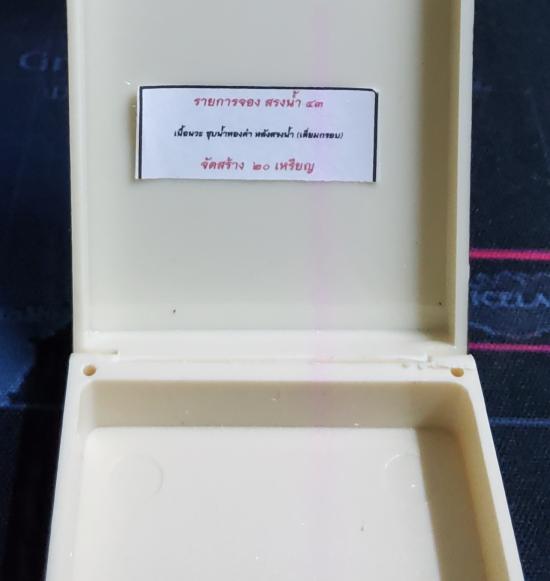 รายการจอง สรงน้ำ ๔๓
เนื้อนวะ ชุบน้ำทองคำ หลังสรงน้ำ (เลี่ยมกรอบ)
จัดสร้าง ๒๐ เหรียญ